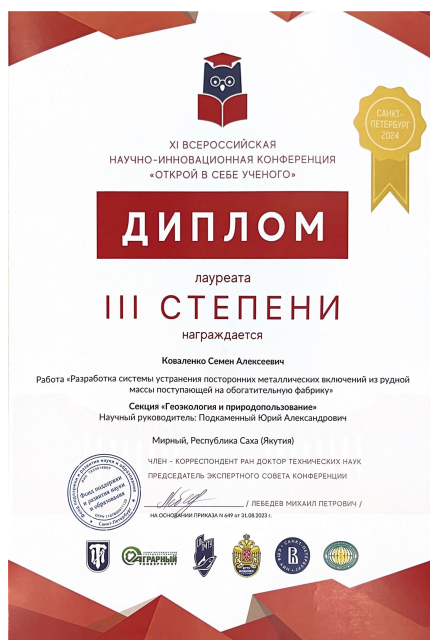 САНКТ-
ПЕТЕРБУРГ
2024
XI ВСЕРОССИЙСКАЯ
НАУЧНО-ИННОВАЦИОННАЯ КОНФЕРЕНЦИЯ
«ОТКРОЙ В СЕБЕ УЧЕНОГО»
ДИПЛОМ
лауреата
III СТЕПЕНИ
награждается
Коваленко Семен Алексеевич
Работа «Разработка системы устранения посторонних металлических включений из рудной
массы поступающей на обогатительную фабрику»
Секция «Геоэкология и природопользование»
Научный руководитель: Подкаменный Юрий Александрович
Мирный, Республика Саха (Якутия)
ЧЛЕН - КОРРЕСПОНДЕНТ РАН ДОКТОР ТЕХНИЧЕСКИХ НАУК
ПРЕДСЕДАТЕЛЬ ЭКСПЕРТНОГО СОВЕТА КОНФЕРЕНЦИИ
Фонд поддержки
и развития науки
и образования
Санкт-Петербург
/ ЛЕБЕДЕВ МИХАИЛ ПЕТРОВИЧ /
НА ОСНОВАНИИ ПРИКАЗА N 649 от 31.08.2023 г.
АГРАРНЫЙ
УНИВЕРСИТЕТ